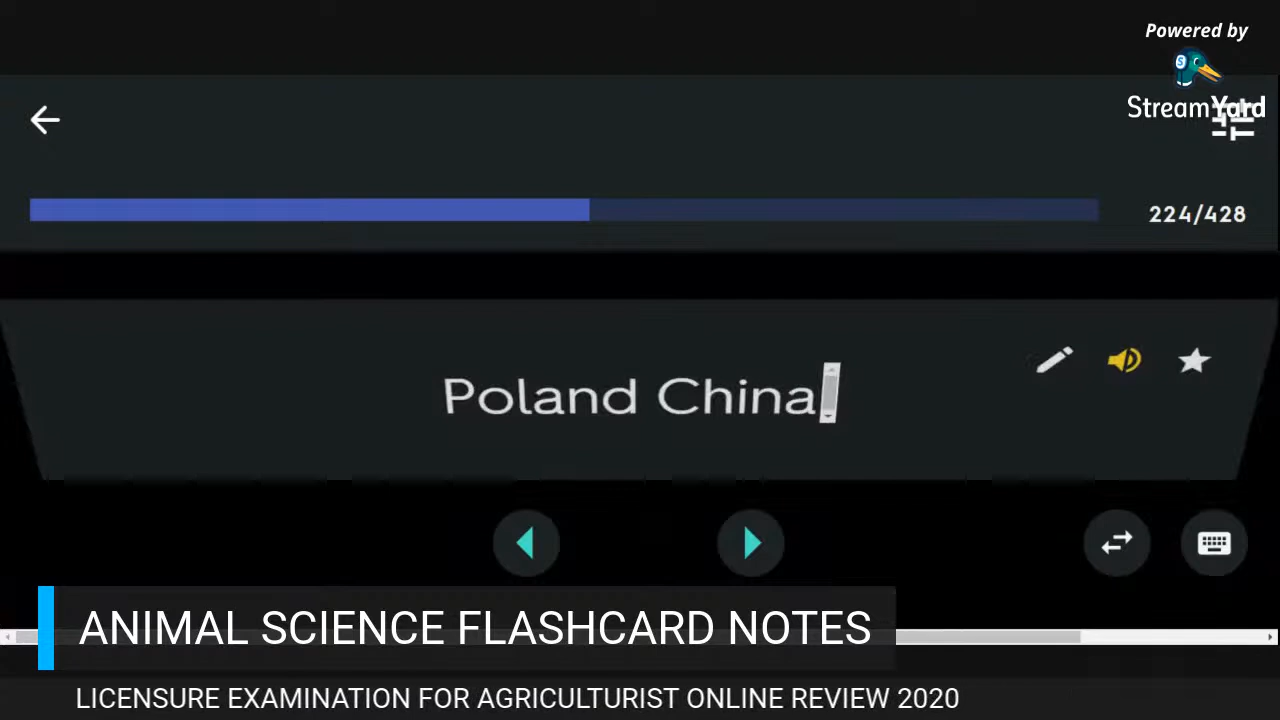 Powered by
StreamYard
224/428
Poland China
ANIMAL SCIENCE FLASHCARD NOTES
LICENSURE EXAMINATION FOR AGRICULTURIST ONLINE REVIEW 2020